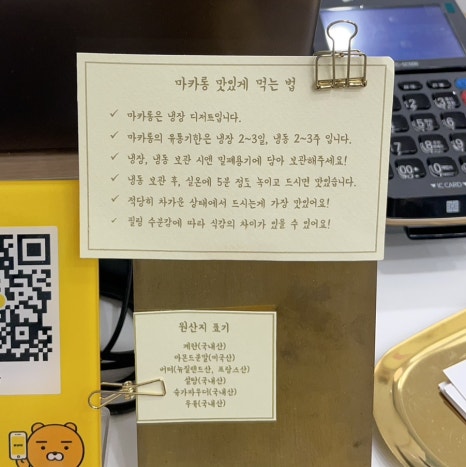 마카롱 맛있게 먹는 법
✓ 마카롱은 냉장 디저트입니다.
✓ 마카롱의 유통기한은 냉장 2~3일, 냉동 2~3주 입니다.
✓ 냉장, 냉동 보관 시엔 밀폐용기에 담아 보관해주세요!
✓ 냉동 보관 후, 실온에 5분 정도 녹이고 드시면 맛있습니다.
✓ 적당히 차가운 상태에서 드시는게 가장 맛있어요!
✓ 필링 수분감에 따라 식감의 차이가 있을 수 있어요!
원산지 표기
계란(국내산)
아몬드분말(미국산)
버터(뉴질랜드산, 프랑스산)
설탕(국내산)
슈가파우더(국내산)
우유(국내산)